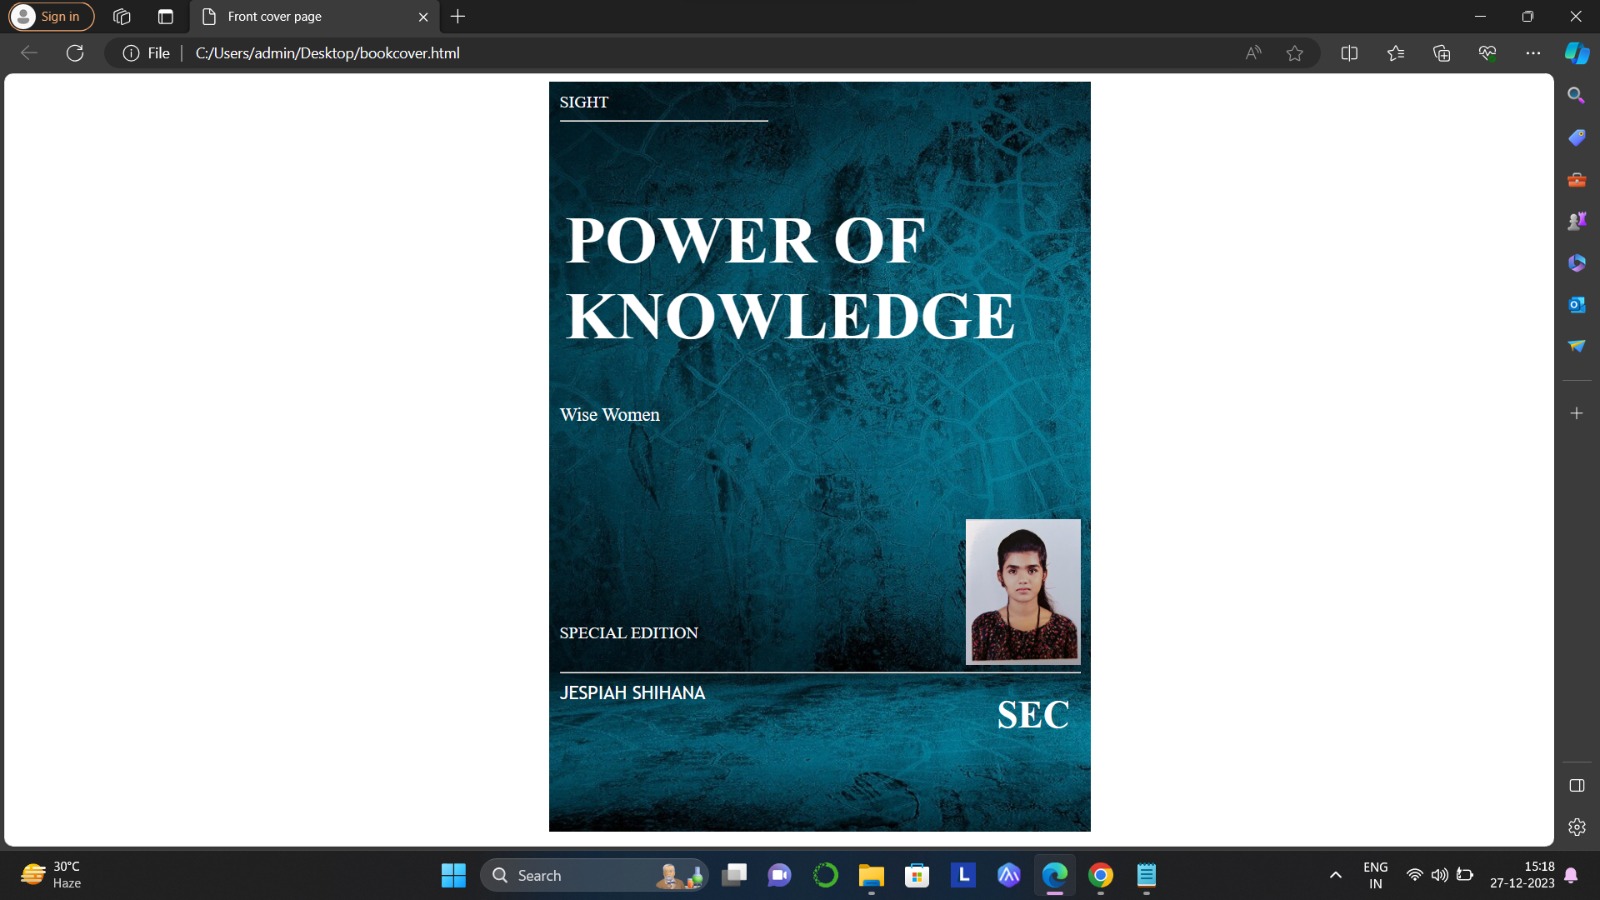 Sign in
Front cover page
File
C:/Users/admin/Desktop/bookcover.html
SIGHT
POWER OF
KNOWLEDGE
Wise Women
SPECIAL EDITION
JESPIAH SHIHANA
SEC
30°C
Haze
Search
L
ENG
IN
15:18
27-12-2023